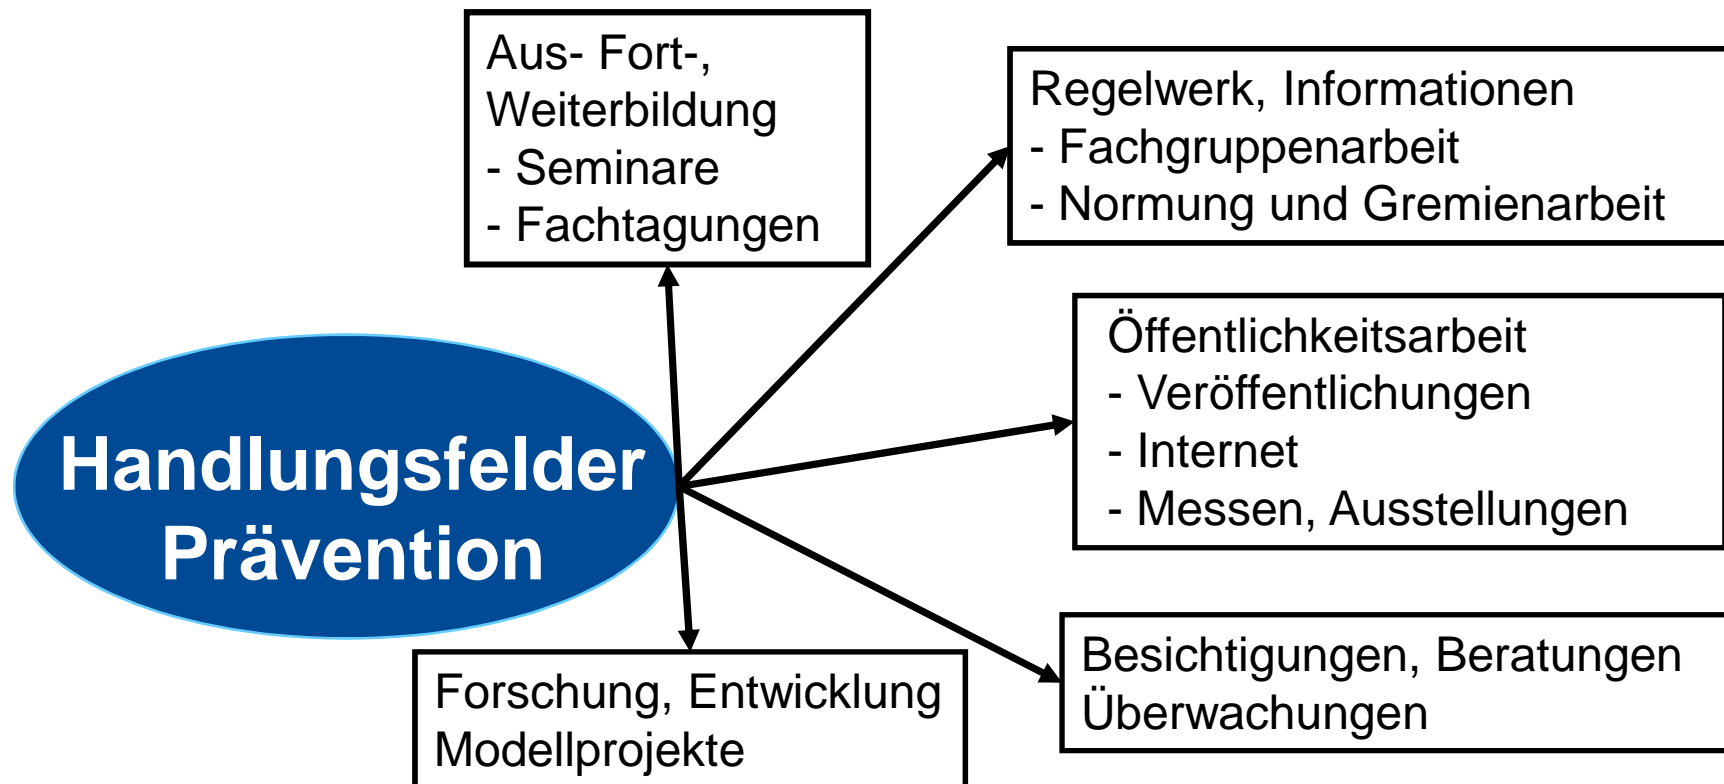 Aus- Fort-,
Weiterbildung
- Seminare
- Fachtagungen
Regelwerk, Informationen
- Fachgruppenarbeit
- Normung und Gremienarbeit
Öffentlichkeitsarbeit
- Veröffentlichungen
- Internet
- Messen, Ausstellungen
Handlungsfelder
Prävention
Besichtigungen, Beratungen
Überwachungen
Forschung, Entwicklung
Modellprojekte